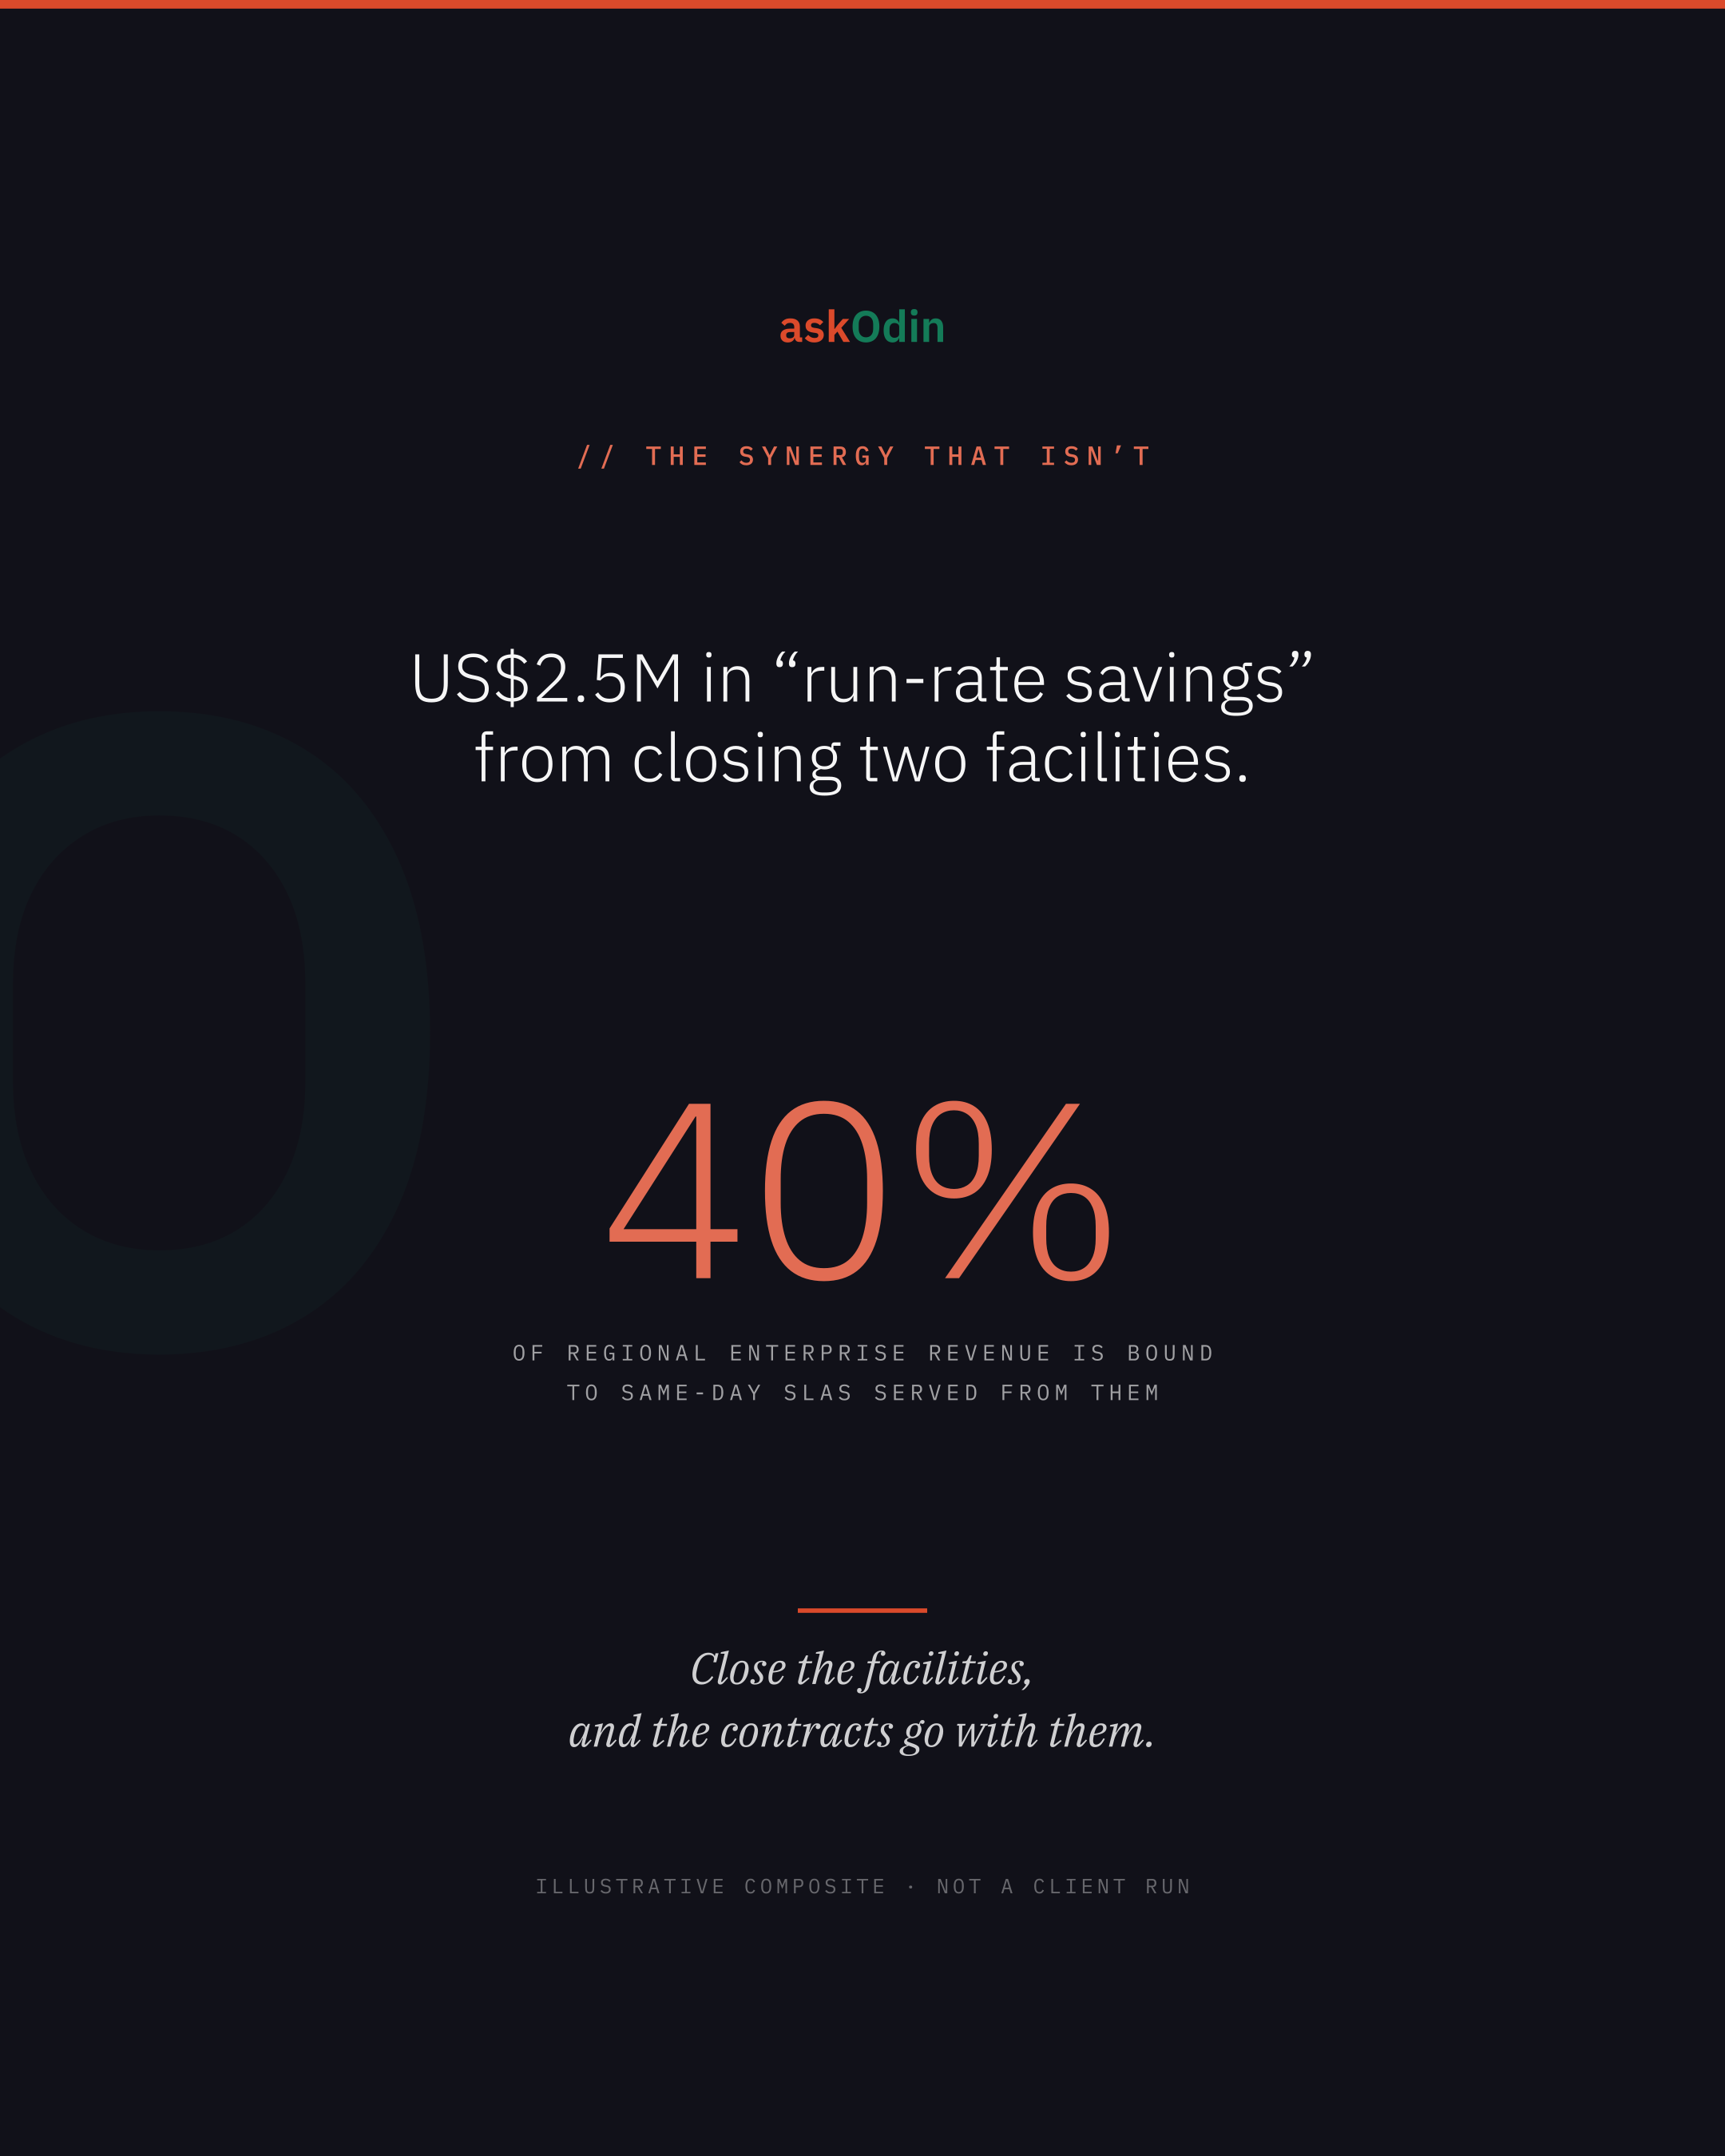 askOdin
// THE SYNERGY THAT ISN’T
US$2.5M in “run-rate savings”
from closing two facilities.
40%
OF REGIONAL ENTERPRISE REVENUE IS BOUND
TO SAME-DAY SLAS SERVED FROM THEM
Close the facilities,
and the contracts go with them.
ILLUSTRATIVE COMPOSITE · NOT A CLIENT RUN